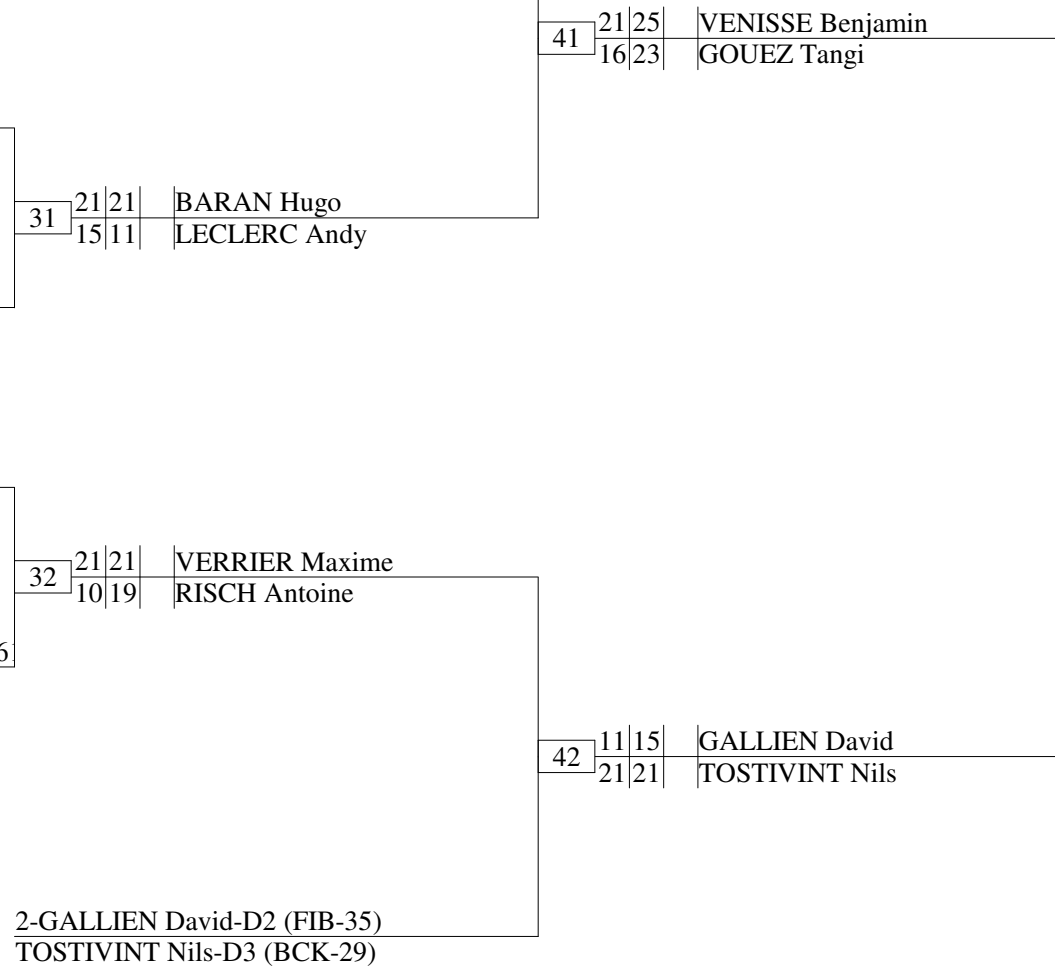 41 21 25 VENISSE Benjamin
16 23 GOUEZ Tangi
31 21 21 BARAN Hugo
15 11 LECLERC Andy
32 21 21 VERRIER Maxime
10 19 RISCH Antoine
6
42 11 15 GALLIEN David
21 21 TOSTIVINT Nils
2-GALLIEN David-D2 (FIB-35)
TOSTIVINT Nils-D3 (BCK-29)